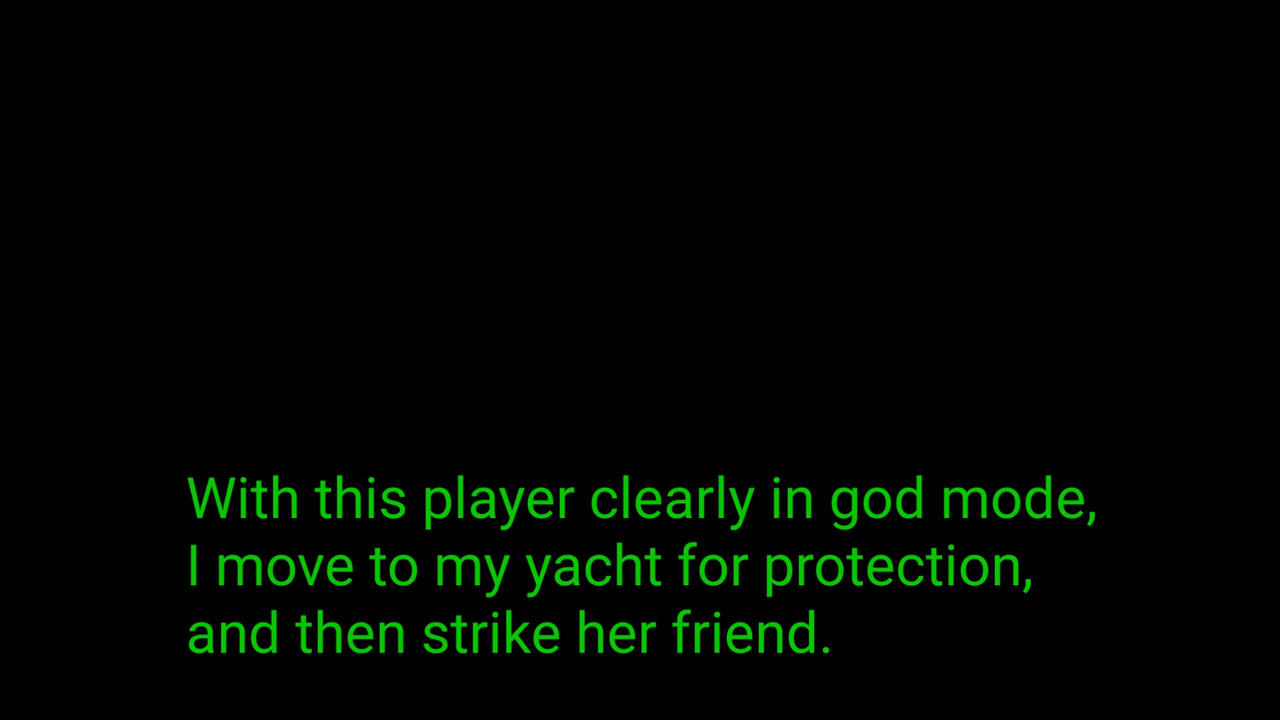 With this player clearly in god mode,
I move to my yacht for protection,
and then strike her friend.